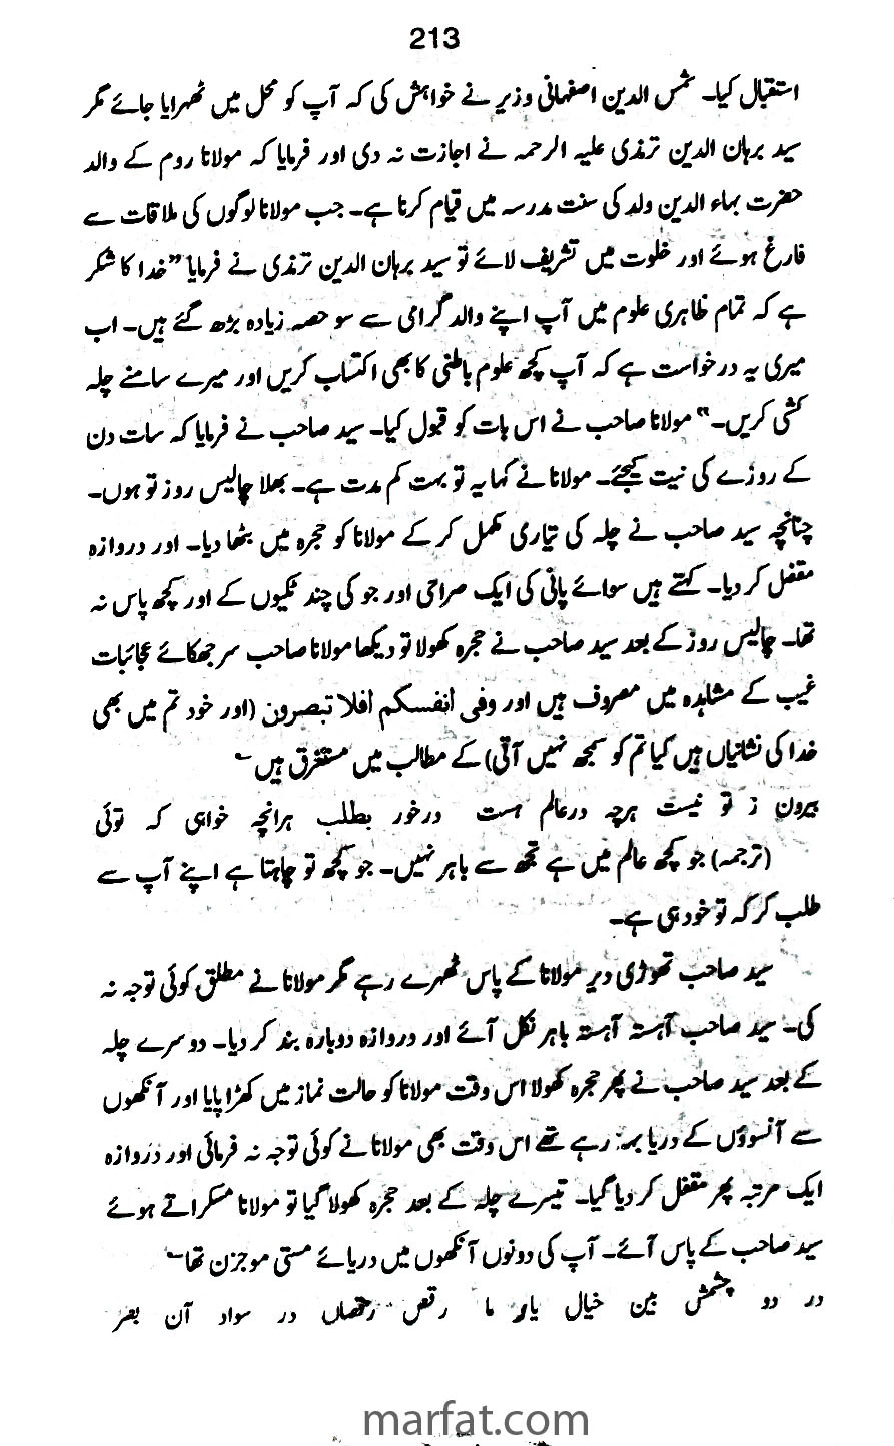 213
استقبال کیا۔ شمس الدین اصفہانی وزیر نے خواہش کی کہ آپ کو محل میں ٹھہرایا جائے مگر
سید برہان الدین ترمذی علیہ الرحمہ نے اجازت نہ دی اور فرمایا کہ مولانا روم کے والد
حضرت بہاء الدین ولد کی سنت مدرسہ میں قیام کرنا ہے۔ جب مولانا لوگوں کی ملاقات سے
فارغ ہوئے اور خلوت میں تشریف لائے تو سید برہان الدین ترمذی نے فرمایا ”خدا کا شکر
ہے کہ تمام ظاہری علوم میں آپ اپنے والد گرامی سے سو حصہ زیادہ بڑھ گئے ہیں۔ اب
میری یہ درخواست ہے کہ آپ کچھ علوم باطنی کا بھی اکتساب کریں اور میرے سامنے چلہ
کشی کریں۔“ مولانا صاحب نے اس بات کو قبول کیا۔ سید صاحب نے فرمایا کہ سات دن
کے روزے کی نیت کیجئے۔ مولانا نے کہا یہ تو بہت کم مدت ہے۔ بھلا چالیس روز تو ہوں۔
چنانچہ سید صاحب نے چلہ کی تیاری مکمل کر کے مولانا کو حجرہ میں بٹھا دیا۔ اور دروازہ
مقفل کر دیا۔ کہتے ہیں سوائے پانی کی ایک صراحی اور جو کی چند ٹکیوں کے اور کچھ پاس نہ
تھا۔ چالیس روز کے بعد سید صاحب نے حجرہ کھولا تو دیکھا مولانا صاحب سر جھکائے عجائبات
غیب کے مشاہدہ میں مصروف ہیں اور وفی انفسکم افلا تبصرون (اور خود تم میں بھی
خدا کی نشانیاں ہیں کیا تم کو سمجھ نہیں آتی) کے مطالب میں مستغرق ہیں ؎
بیرون ز تو نیست ہرچہ درعالم ہست درخور بطلب ہرانچہ خواہی کہ توئی
(ترجمہ) جو کچھ عالم میں ہے تجھ سے باہر نہیں۔ جو کچھ تو چاہتا ہے اپنے آپ سے
طلب کر کہ تو خود ہی ہے۔
سید صاحب تھوڑی دیر مولانا کے پاس ٹھہرے رہے مگر مولانا نے مطلق کوئی توجہ نہ
کی۔ سید صاحب آہستہ آہستہ باہر نکل آئے اور دروازہ دوبارہ بند کر دیا۔ دوسرے چلہ
کے بعد سید صاحب نے پھر حجرہ کھولا اس وقت مولانا کو حالت نماز میں کھڑا پایا اور آنکھوں
سے آنسوؤں کے دریا بہہ رہے تھے اس وقت بھی مولانا نے کوئی توجہ نہ فرمائی اور دروازہ
ایک مرتبہ پھر مقفل کر دیا گیا۔ تیسرے چلہ کے بعد حجرہ کھولا گیا تو مولانا مسکراتے ہوئے
سید صاحب کے پاس آئے۔ آپ کی دونوں آنکھوں میں دریائے مستی موجزن تھا ؎
در دو چشمش بین خیال یار ما رقص رقصاں در سواد آن بصر
marfat.com